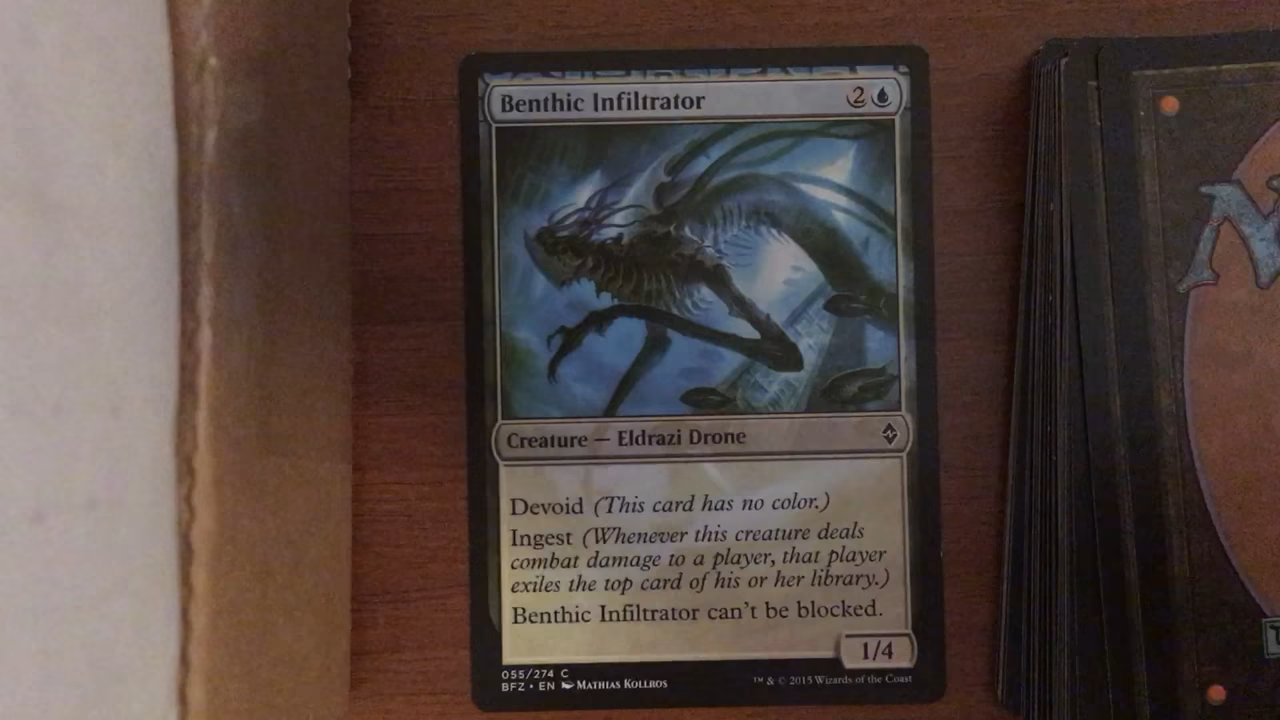 Benthic Infiltrator 2
Creature — Eldrazi Drone
Devoid (This card has no color.)
Ingest (Whenever this creature deals
combat damage to a player, that player
exiles the top card of his or her library.)
Benthic Infiltrator can't be blocked.
1/4
055/274 C
BFZ • EN Mathias Kollros
™ & © 2015 Wizards of the Coast